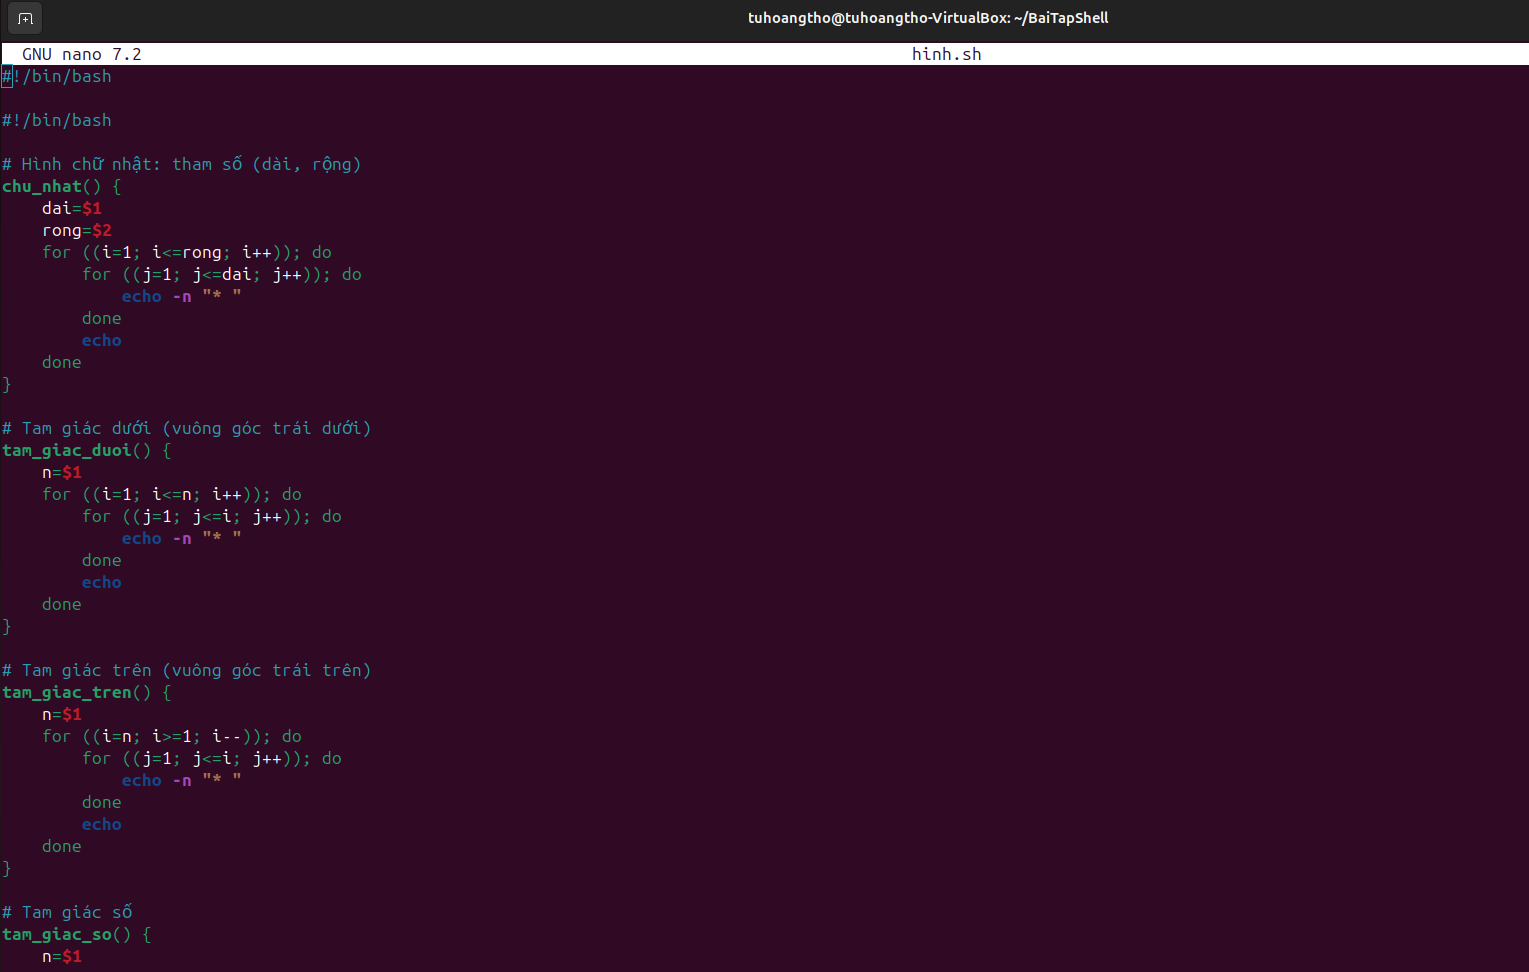 tuhoangtho@tuhoangtho-VirtualBox: ~/BaiTapShell
GNU nano 7.2 hinh.sh
#!/bin/bash
#!/bin/bash
# Hình chữ nhật: tham số (dài, rộng)
chu_nhat() {
    dai=$1
    rong=$2
    for ((i=1; i<=rong; i++)); do
        for ((j=1; j<=dai; j++)); do
            echo -n "* "
        done
        echo
    done
}
# Tam giác dưới (vuông góc trái dưới)
tam_giac_duoi() {
    n=$1
    for ((i=1; i<=n; i++)); do
        for ((j=1; j<=i; j++)); do
            echo -n "* "
        done
        echo
    done
}
# Tam giác trên (vuông góc trái trên)
tam_giac_tren() {
    n=$1
    for ((i=n; i>=1; i--)); do
        for ((j=1; j<=i; j++)); do
            echo -n "* "
        done
        echo
    done
}
# Tam giác số
tam_giac_so() {
    n=$1